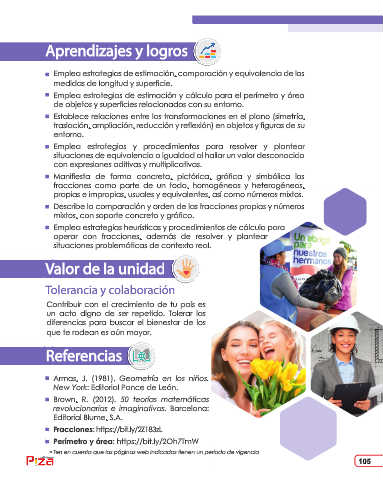 Aprendizajes y logros
Emplea estrategias de estimación, comparación y equivalencia de las
medidas de longitud y superficie.
Emplea estrategias de estimación y cálculo para el perímetro y área
de objetos y superficies relacionados con su entorno.
Establece relaciones entre las transformaciones en el plano (simetría,
traslación, ampliación, reducción y reflexión) en objetos y figuras de su
entorno.
Emplea estrategias y procedimientos para resolver y plantear
situaciones de equivalencia o igualdad al hallar un valor desconocido
con expresiones aditivas y multiplicativas.
Manifiesta de forma concreta, pictórica, gráfica y simbólica las
fracciones como parte de un todo, homogéneos y heterogéneos,
propias e impropias, usuales y equivalentes, así como números mixtos.
Describe la comparación y orden de las fracciones propias y números
mixtos, con soporte concreto y gráfico.
Emplea estrategias heurísticas y procedimientos de cálculo para
operar con fracciones, además de resolver y plantear
situaciones problemáticas de contexto real.
Un abrigo
para
nuestros
hermanos
Valor de la unidad
Tolerancia y colaboración
Contribuir con el crecimiento de tu país es
un acto digno de ser repetido. Tolerar las
diferencias para buscar el bienestar de los
que te rodean es aún mayor.
Referencias
Armas, J. (1981). Geometría en los niños.
New York: Editorial Ponce de León.
Brown, R. (2012). 50 teorías matemáticas
revolucionarias e imaginativas. Barcelona:
Editorial Blume, S.A.
Fracciones: https://bit.ly/2Z183zL
Perímetro y área: https://bit.ly/2Oh7TmW
* Ten en cuenta que las páginas web indicadas tienen un periodo de vigencia
Piza
105